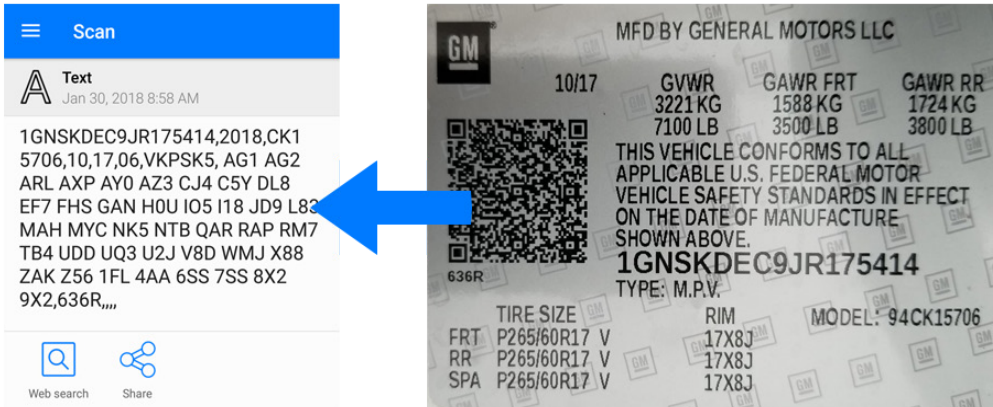 Scan
Text
Jan 30, 2018 8:58 AM
1GNSKDEC9JR175414,2018,CK1
5706,10,17,06,VKPSK5, AG1 AG2
ARL AXP AY0 AZ3 CJ4 C5Y DL8
EF7 FHS GAN H0U IO5 I18 JD9
MAH MYC NK5 NTB QAR RAP RM7
TB4 UDD UQ3 U2J V8D WMJ X88
ZAK Z56 1FL 4AA 6SS 7SS 8X2
9X2,636R,,,,
Web search
Share
GM
MFD BY GENERAL MOTORS LLC
10/17 GVWR GAWR FRT GAWR RR
3221 KG 1588 KG 1724 KG
7100 LB 3500 LB 3800 LB
THIS VEHICLE CONFORMS TO ALL
APPLICABLE U.S. FEDERAL MOTOR
VEHICLE SAFETY STANDARDS IN EFFECT
ON THE DATE OF MANUFACTURE
SHOWN ABOVE.
636R
1GNSKDEC9JR175414
TYPE: M.P.V.
TIRE SIZE RIM MODEL: 94CK15706
FRT P265/60R17 V 17X8J
RR P265/60R17 V 17X8J
SPA P265/60R17 V 17X8J